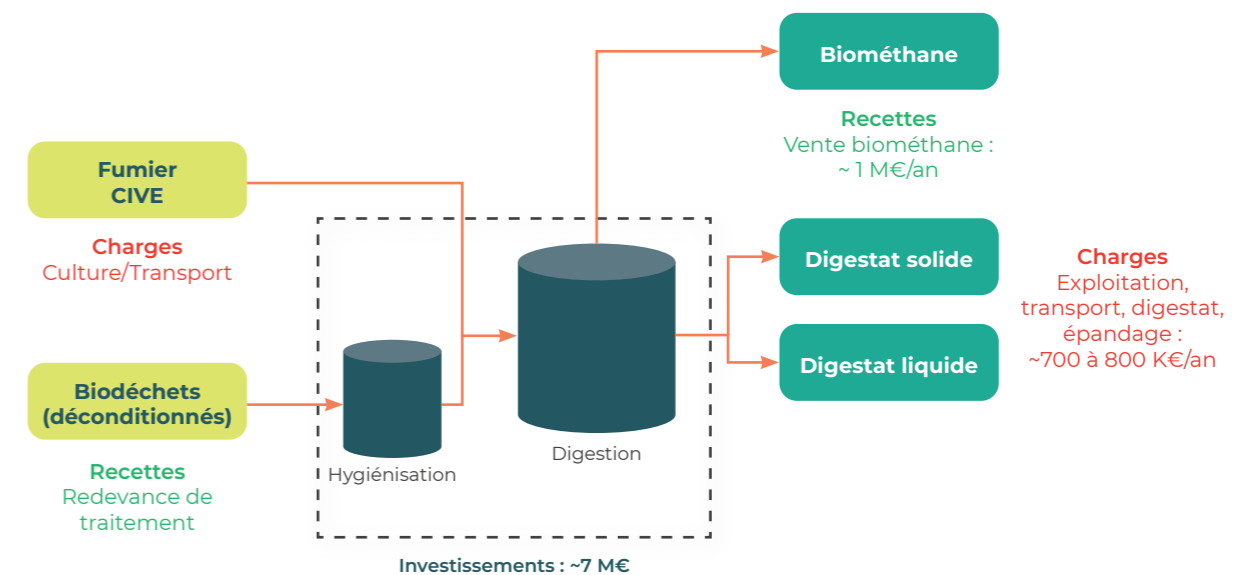 Biométhane
Recettes
Vente biométhane :
~ 1 M€/an
Fumier
CIVE
Charges
Culture/Transport
Digestat solide
Charges
Exploitation,
transport, digestat,
épandage :
~700 à 800 K€/an
Digestat liquide
Biodéchets
(déconditionnés)
Recettes
Redevance de
traitement
Hygiénisation
Digestion
Investissements : ~7 M€